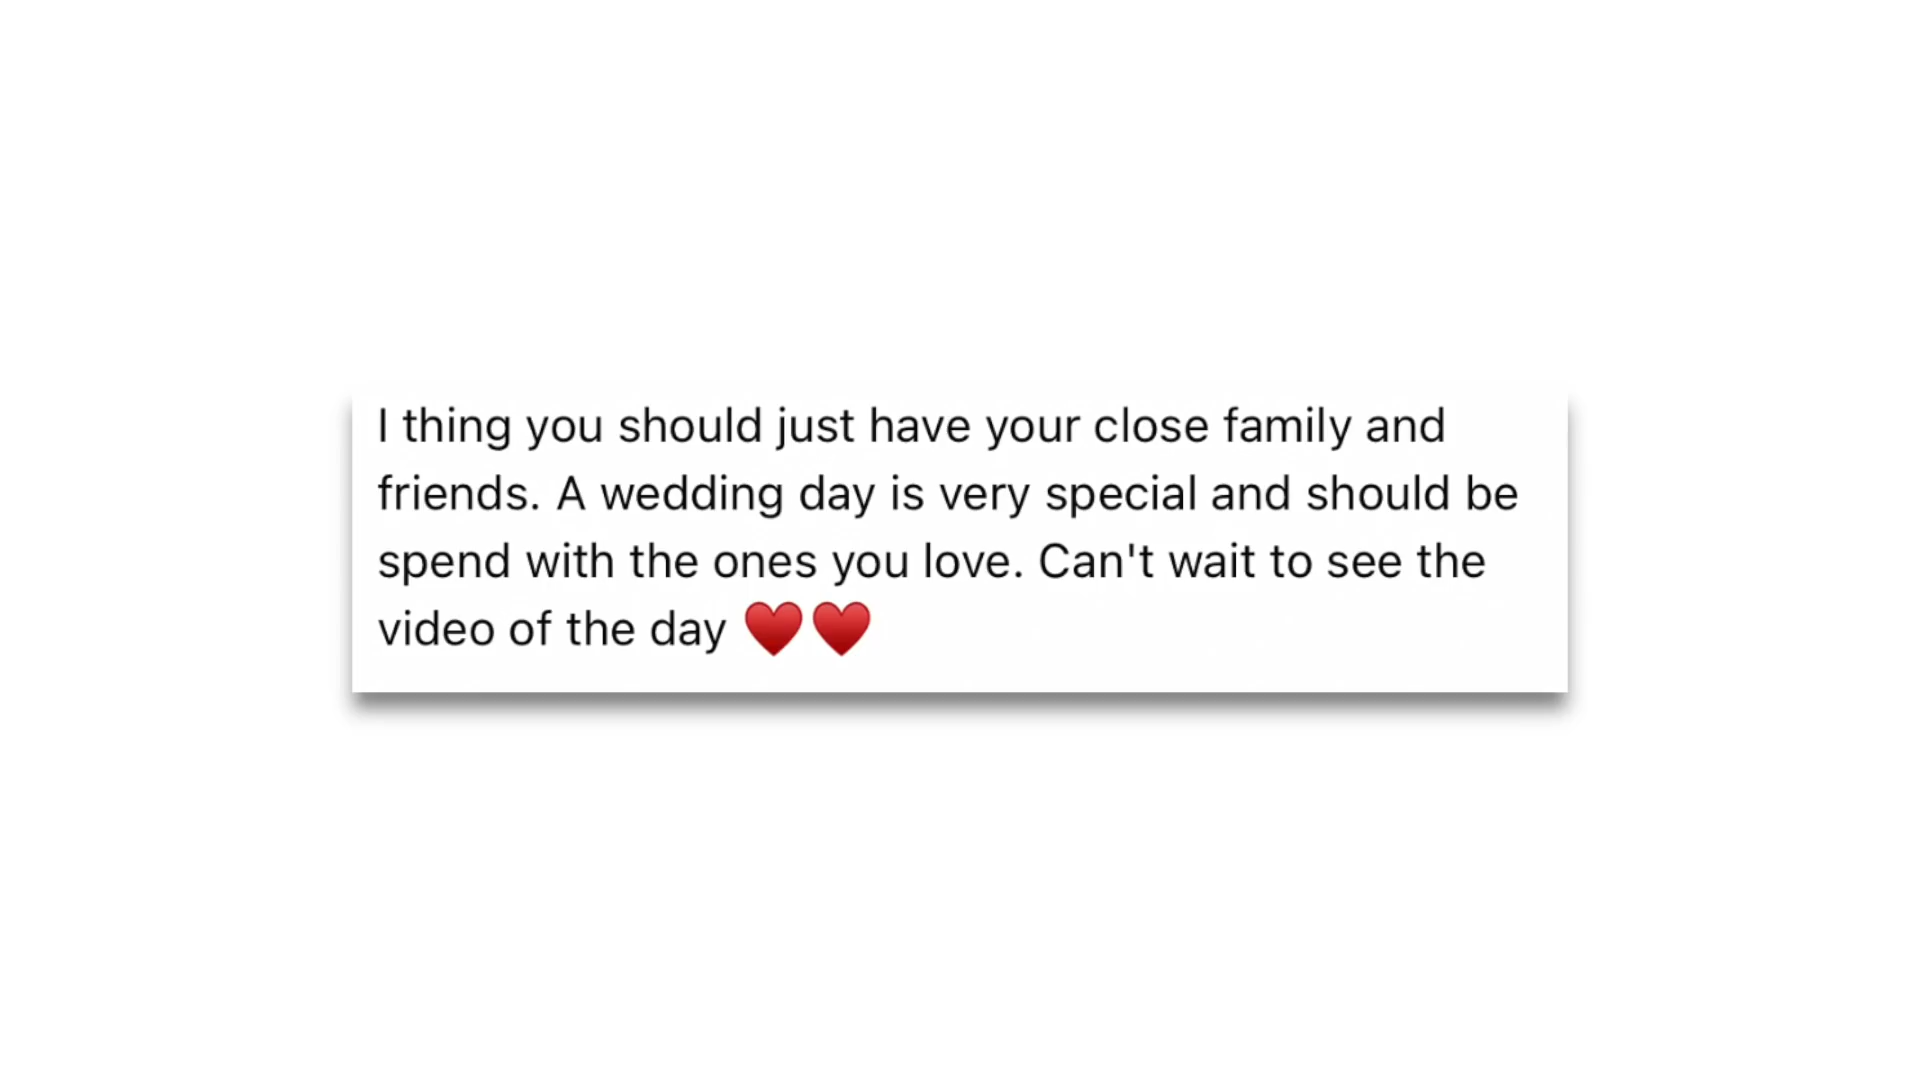 I thing you should just have your close family and
friends. A wedding day is very special and should be
spend with the ones you love. Can't wait to see the
video of the day ♥️♥️